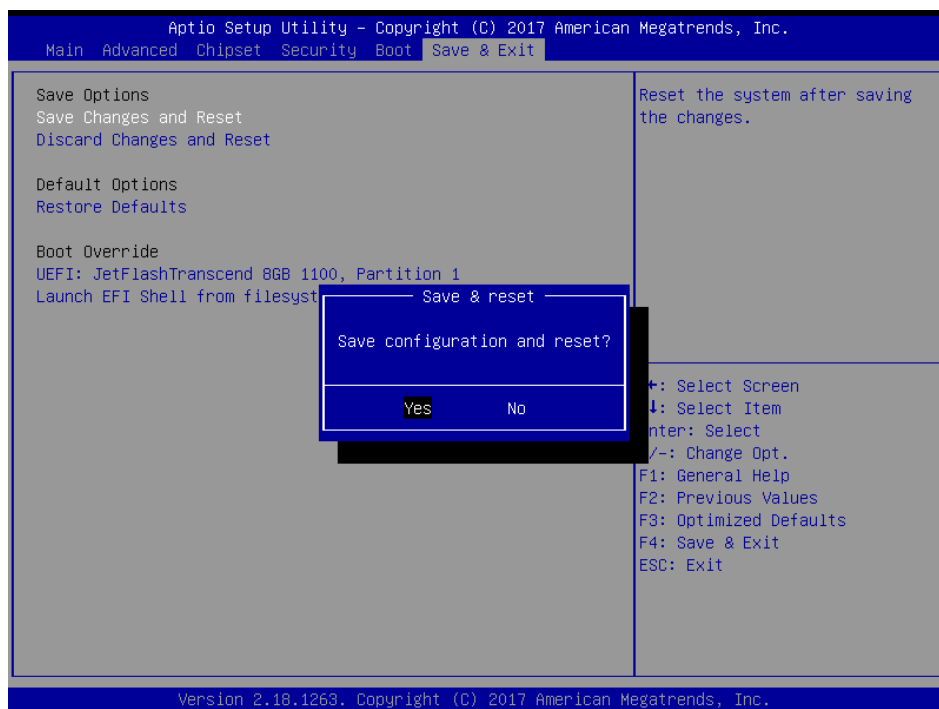 Aptio Setup Utility – Copyright (C) 2017 American Megatrends, Inc.
Main Advanced Chipset Security Boot Save & Exit
Save Options
Save Changes and Reset
Discard Changes and Reset
Default Options
Restore Defaults
Boot Override
UEFI: JetFlashTranscend 8GB 1100, Partition 1
Launch EFI Shell from filesyst
Reset the system after saving
the changes.
Save & reset
Save configuration and reset?
Yes No
: Select Screen
: Select Item
nter: Select
/-: Change Opt.
F1: General Help
F2: Previous Values
F3: Optimized Defaults
F4: Save & Exit
ESC: Exit
Version 2.18.1263. Copyright (C) 2017 American Megatrends, Inc.